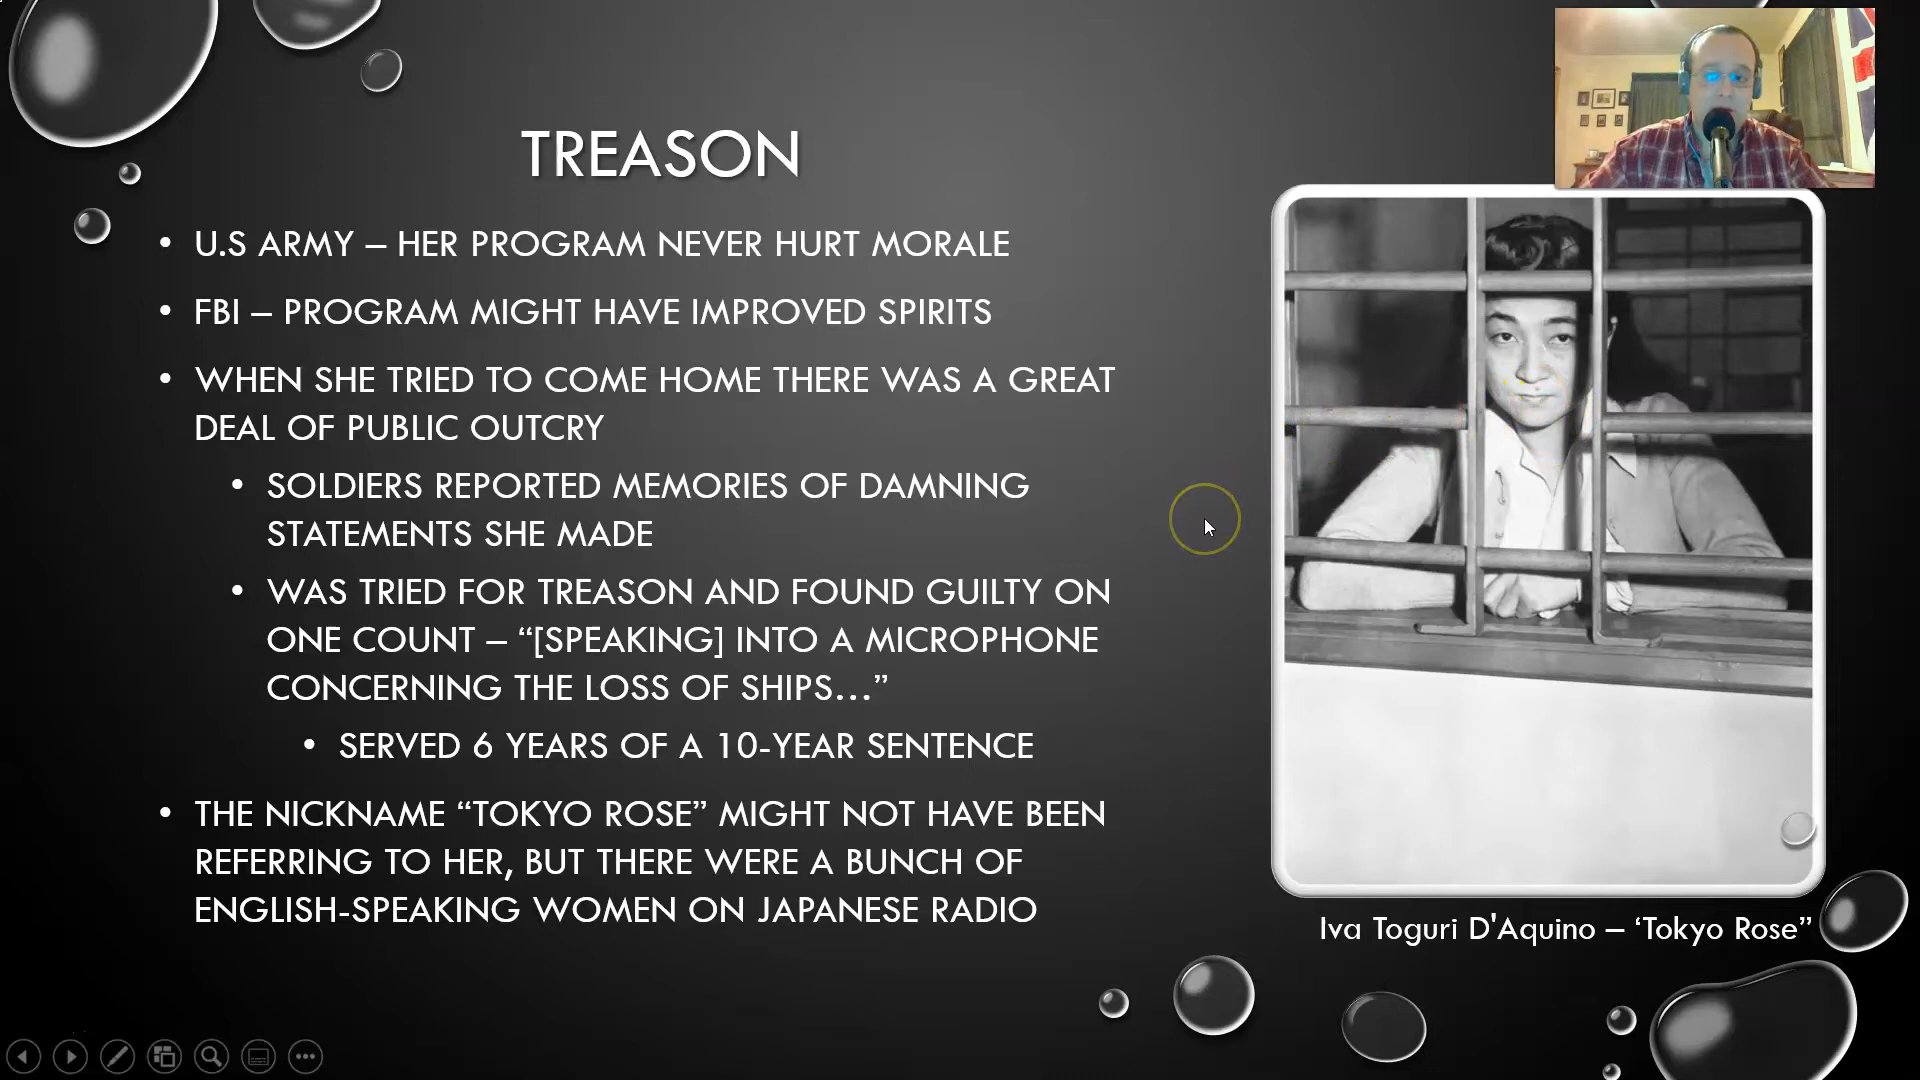 TREASON
• U.S ARMY – HER PROGRAM NEVER HURT MORALE
• FBI – PROGRAM MIGHT HAVE IMPROVED SPIRITS
• WHEN SHE TRIED TO COME HOME THERE WAS A GREAT
DEAL OF PUBLIC OUTCRY
• SOLDIERS REPORTED MEMORIES OF DAMNING
STATEMENTS SHE MADE
• WAS TRIED FOR TREASON AND FOUND GUILTY ON
ONE COUNT – “[SPEAKING] INTO A MICROPHONE
CONCERNING THE LOSS OF SHIPS…”
• SERVED 6 YEARS OF A 10-YEAR SENTENCE
• THE NICKNAME “TOKYO ROSE” MIGHT NOT HAVE BEEN
REFERRING TO HER, BUT THERE WERE A BUNCH OF
ENGLISH-SPEAKING WOMEN ON JAPANESE RADIO
Iva Toguri D'Aquino – ‘Tokyo Rose”